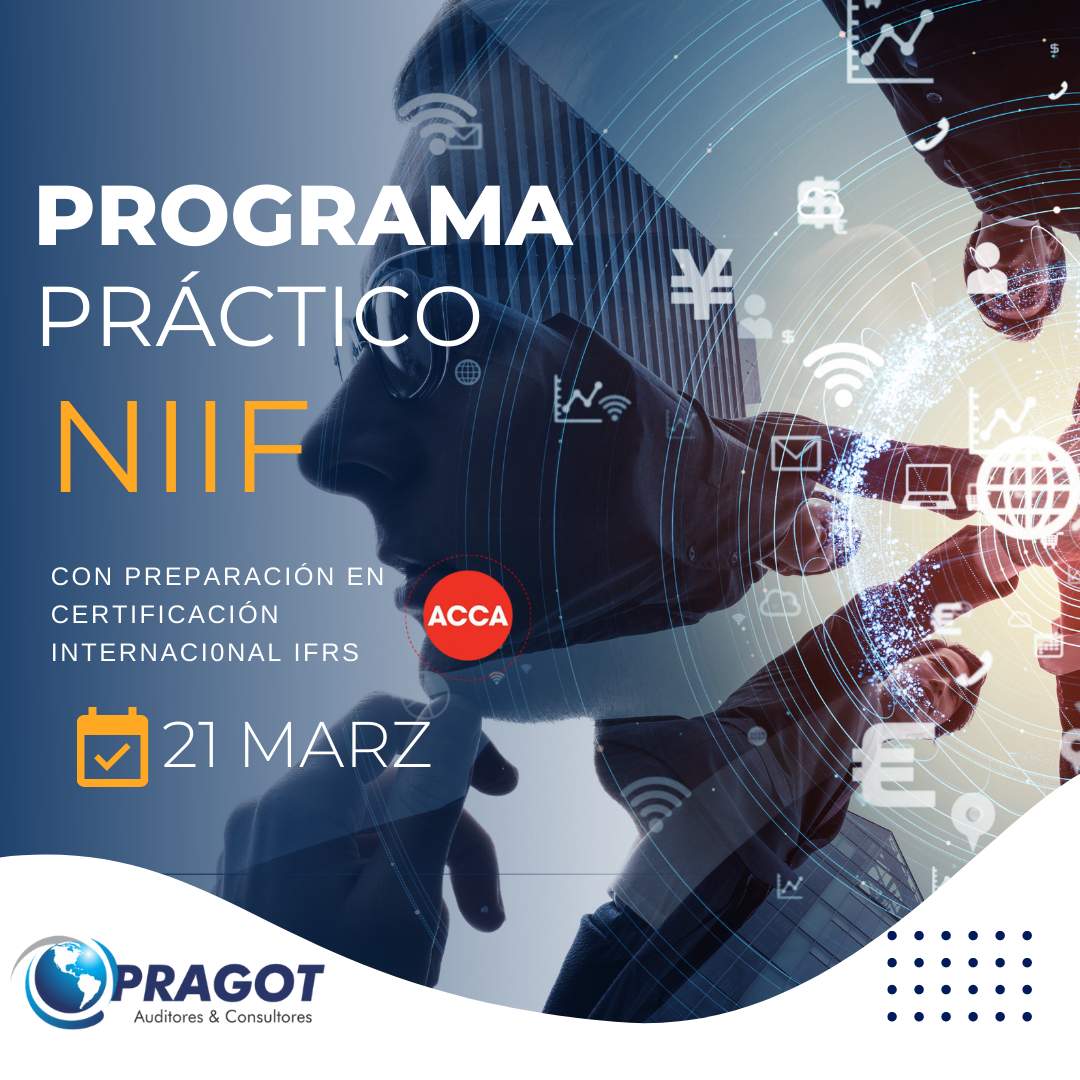 PROGRAMA
PRÁCTICO
NIIF
CON PREPARACIÓN EN
CERTIFICACIÓN
INTERNACI0NAL IFRS
ACCA
21 MARZ
PRAGOT
Auditores & Consultores